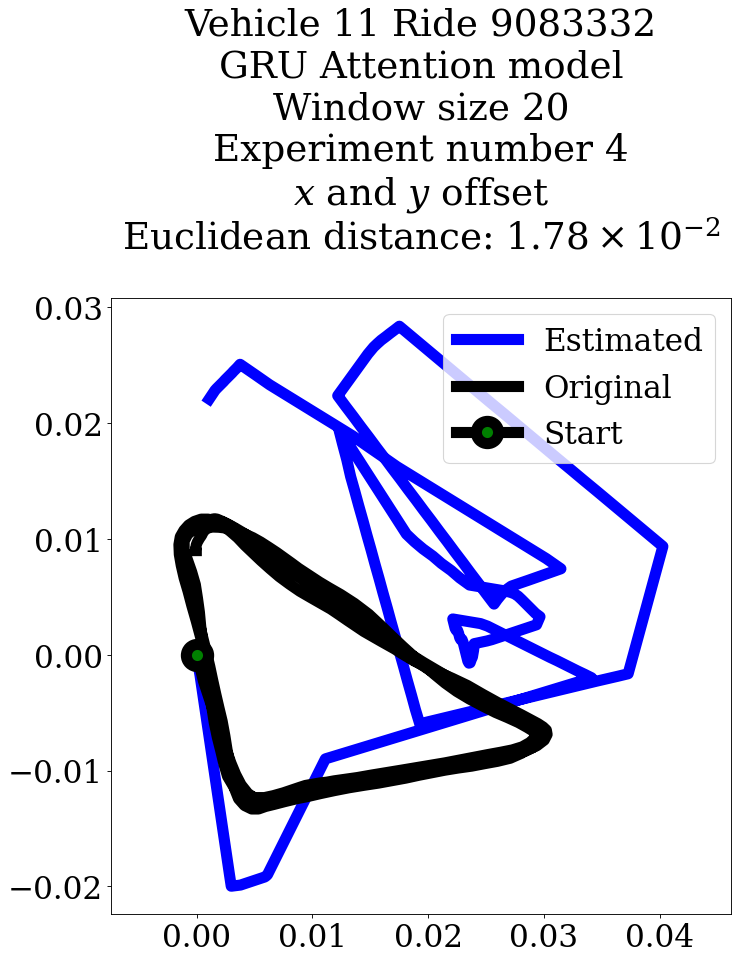 Vehicle 11 Ride 9083332
GRU Attention model
Window size 20
Experiment number 4
x and y offset
Euclidean distance: 1.78 × 10⁻²
Estimated
Original
Start
0.03
0.02
0.01
0.00
−0.01
−0.02
0.00 0.01 0.02 0.03 0.04